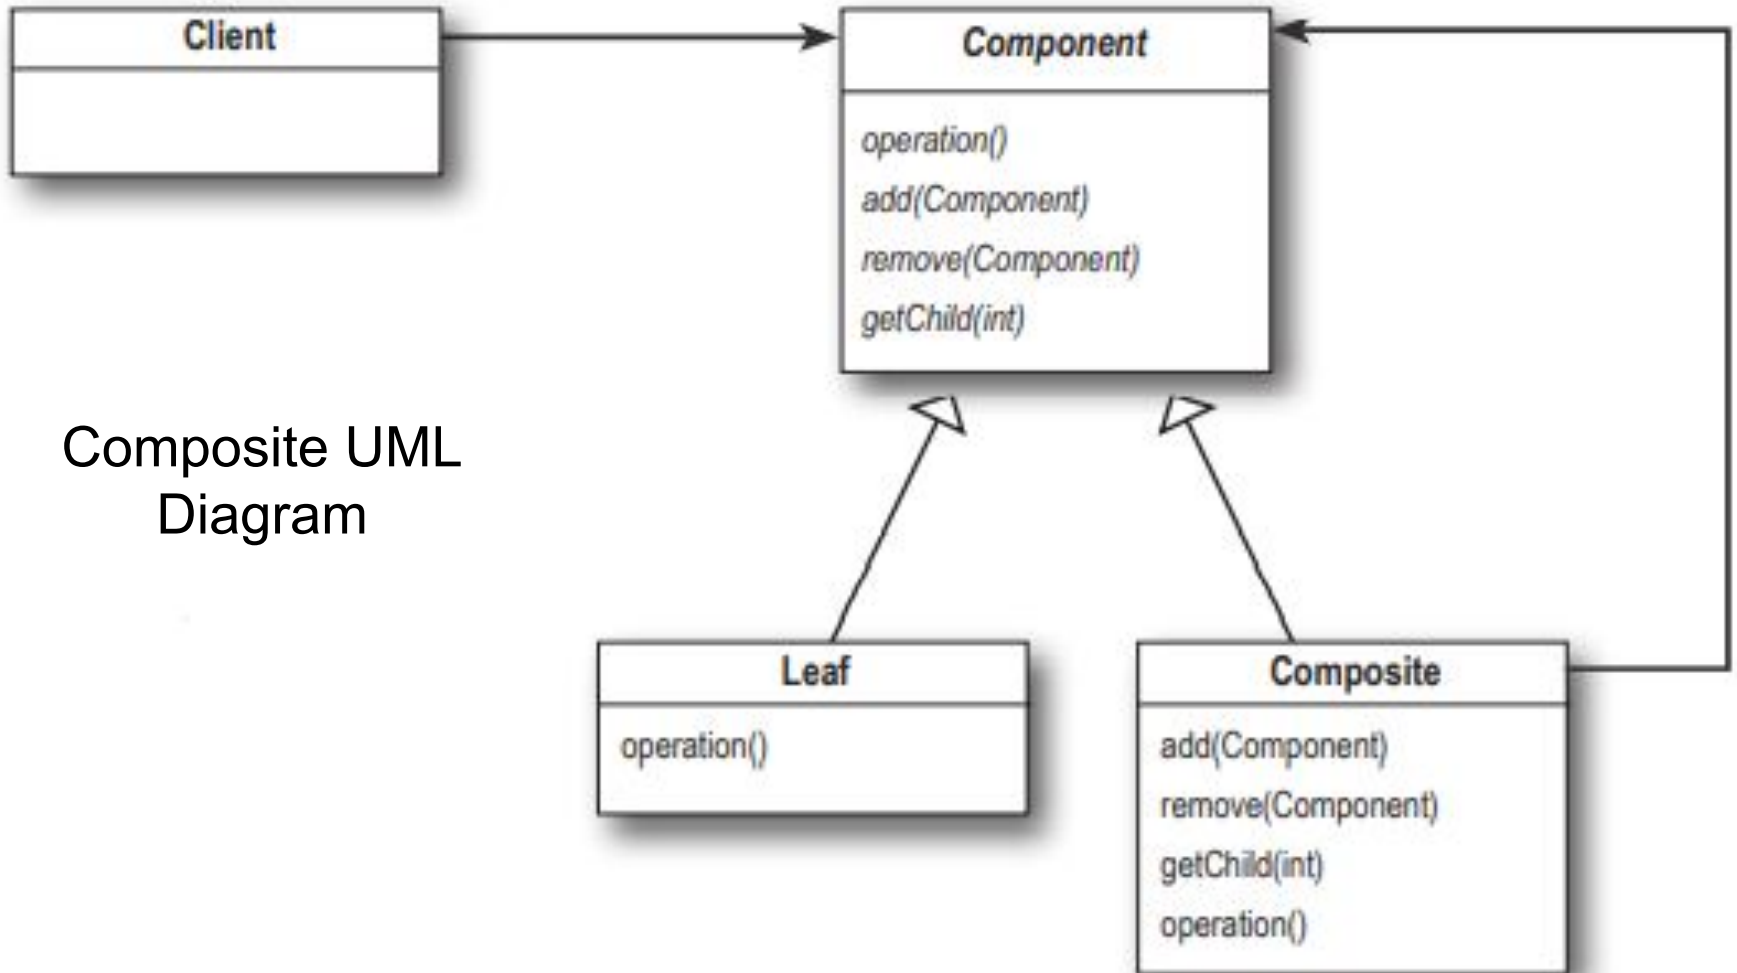 Client
Component
operation()
add(Component)
remove(Component)
getChild(int)
Composite UML
Diagram
Leaf
operation()
Composite
add(Component)
remove(Component)
getChild(int)
operation()